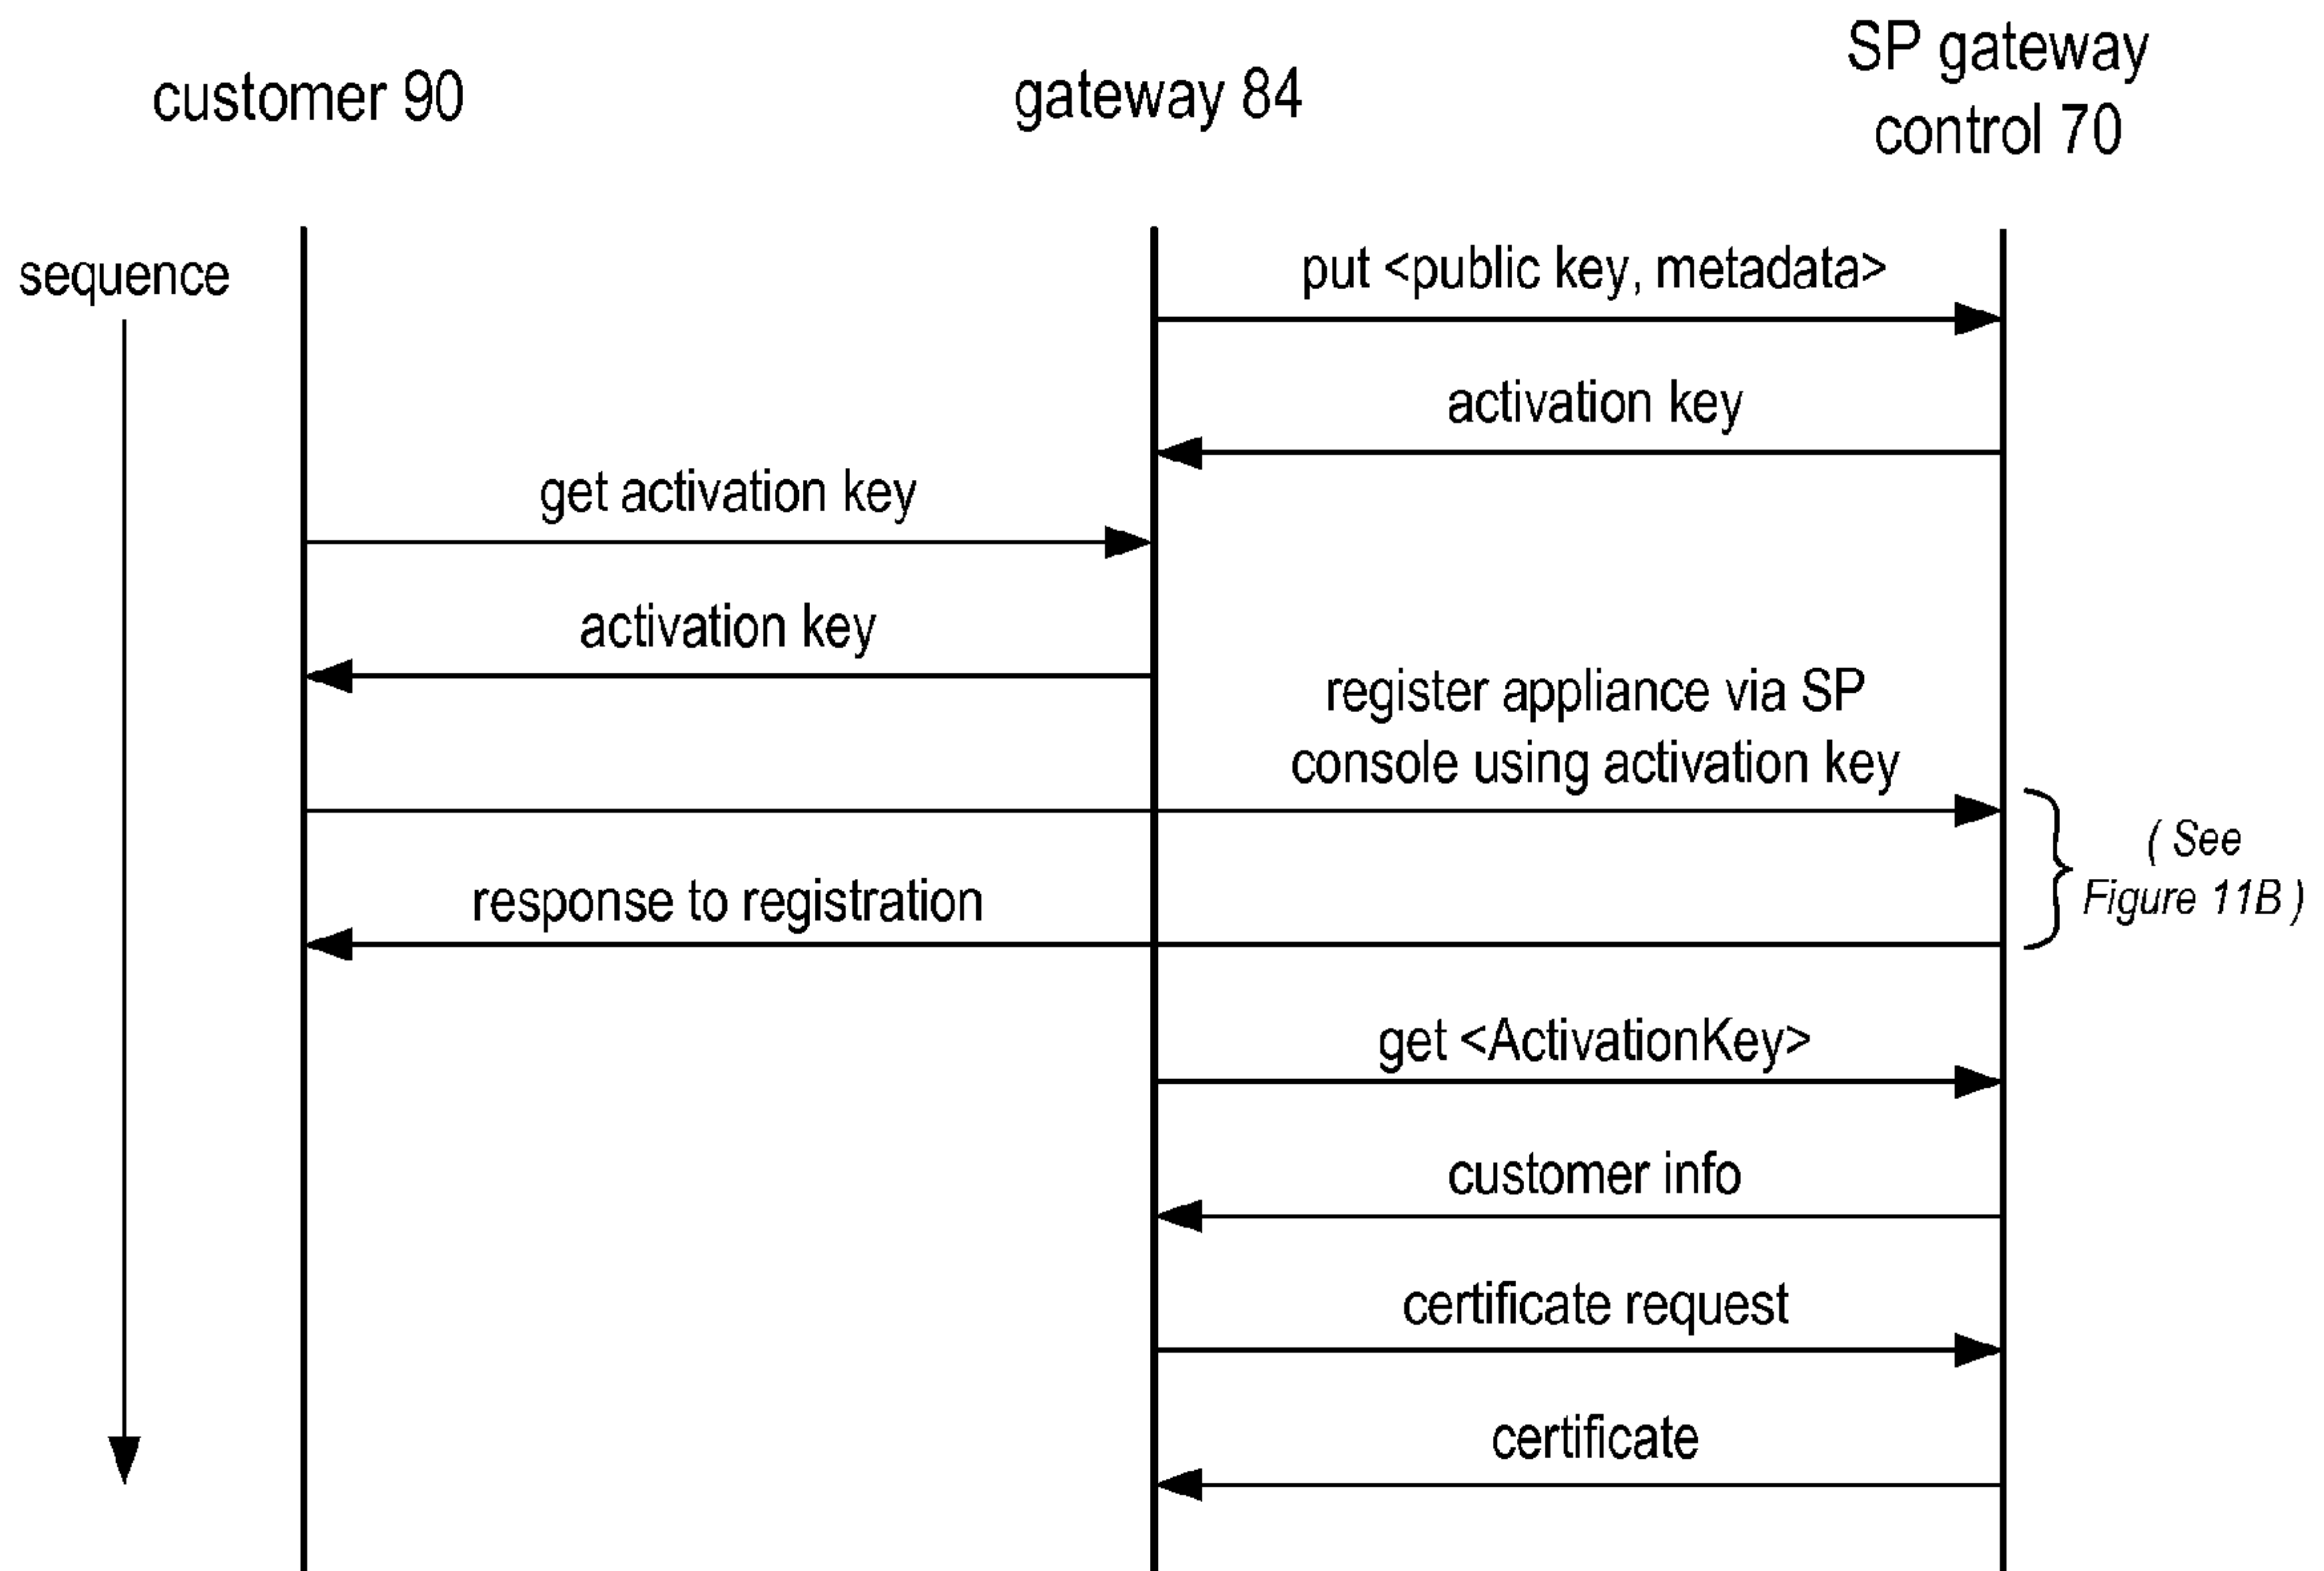 customer 90
gateway 84
SP gateway
control 70
sequence
put <public key, metadata>
activation key
get activation key
activation key
register appliance via SP
console using activation key
( See
Figure 11B )
response to registration
get <ActivationKey>
customer info
certificate request
certificate